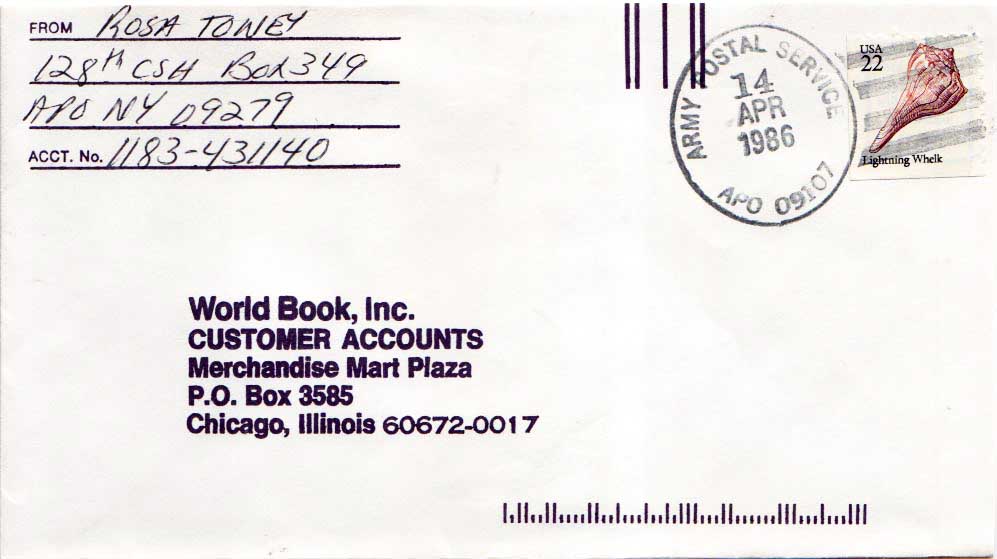 FROM ROSA TONEY
128th CSH Box 349
APO NY 09279
ACCT. No. 1183-431140
ARMY POSTAL SERVICE
14
APR
1986
APO 09107
USA
22
Lightning Whelk
World Book, Inc.
CUSTOMER ACCOUNTS
Merchandise Mart Plaza
P.O. Box 3585
Chicago, Illinois 60672-0017